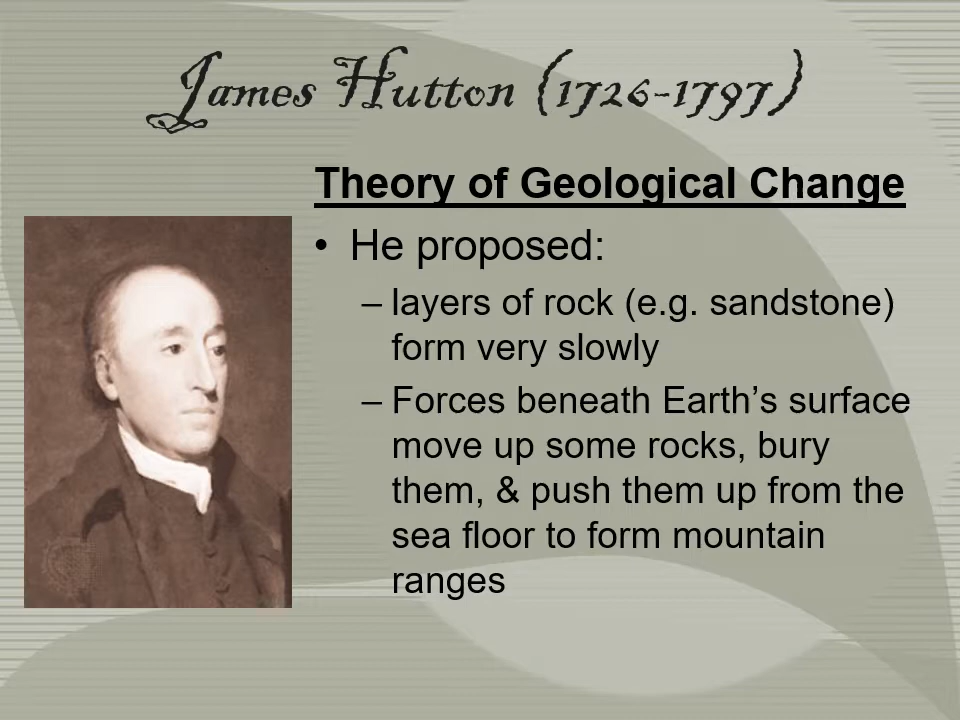 James Hutton (1726-1797)
Theory of Geological Change
• He proposed:
– layers of rock (e.g. sandstone)
form very slowly
– Forces beneath Earth’s surface
move up some rocks, bury
them, & push them up from the
sea floor to form mountain
ranges